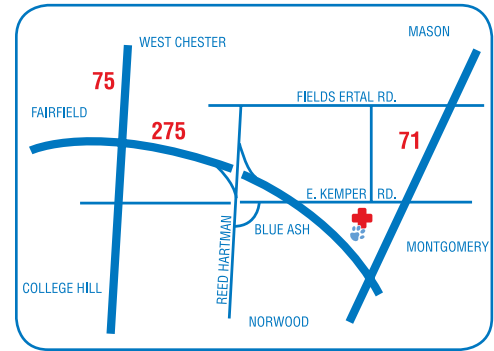 MASON
WEST CHESTER
75
FIELDS ERTAL RD.
FAIRFIELD
275
71
E. KEMPER RD.
BLUE ASH
MONTGOMERY
REED HARTMAN
COLLEGE HILL
NORWOOD